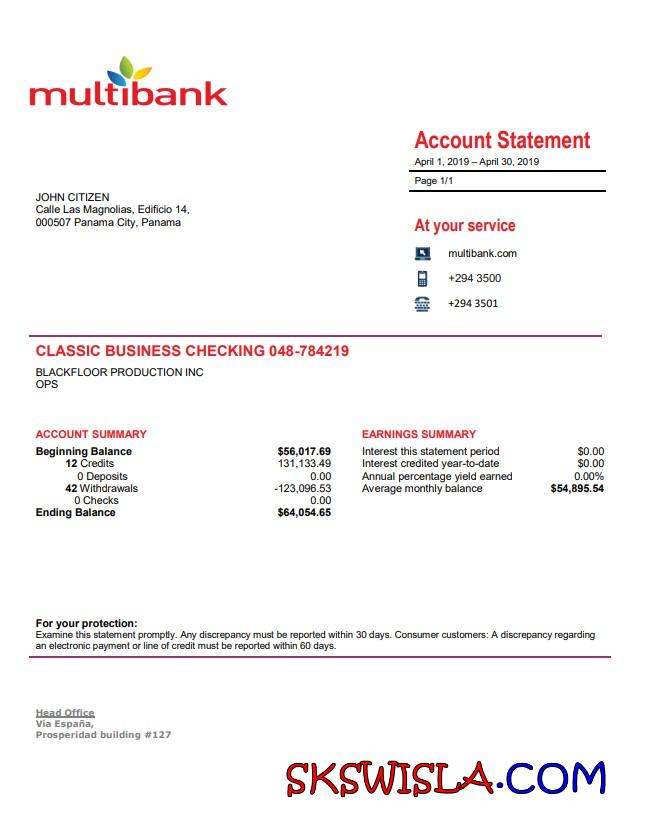 multibank
Account Statement
April 1, 2019 – April 30, 2019
Page 1/1
JOHN CITIZEN
Calle Las Magnolias, Edificio 14,
000507 Panama City, Panama
At your service
multibank.com
+294 3500
+294 3501
CLASSIC BUSINESS CHECKING 048-784219
BLACKFLOOR PRODUCTION INC
OPS
ACCOUNT SUMMARY
Beginning Balance $56,017.69
12 Credits 131,133.49
0 Deposits 0.00
42 Withdrawals -123,096.53
0 Checks 0.00
Ending Balance $64,054.65
EARNINGS SUMMARY
Interest this statement period $0.00
Interest credited year-to-date $0.00
Annual percentage yield earned 0.00%
Average monthly balance $54,895.54
For your protection:
Examine this statement promptly. Any discrepancy must be reported within 30 days. Consumer customers: A discrepancy regarding
an electronic payment or line of credit must be reported within 60 days.
Head Office
Via España,
Prosperidad building #127
SKSWISLA.COM